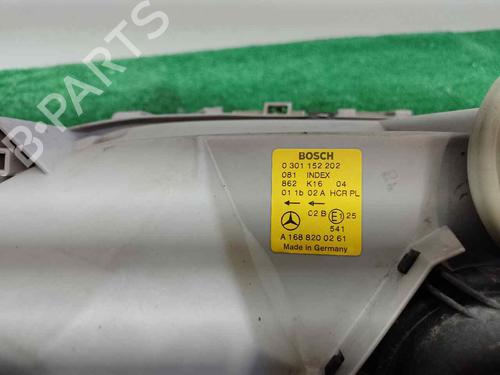 B-PARTS
BOSCH
0 301 152 202
081 INDEX
862 K16 04
01 1b 02 A HCR PL
02 B E1 25
541
A 168 820 02 61
Made in Germany